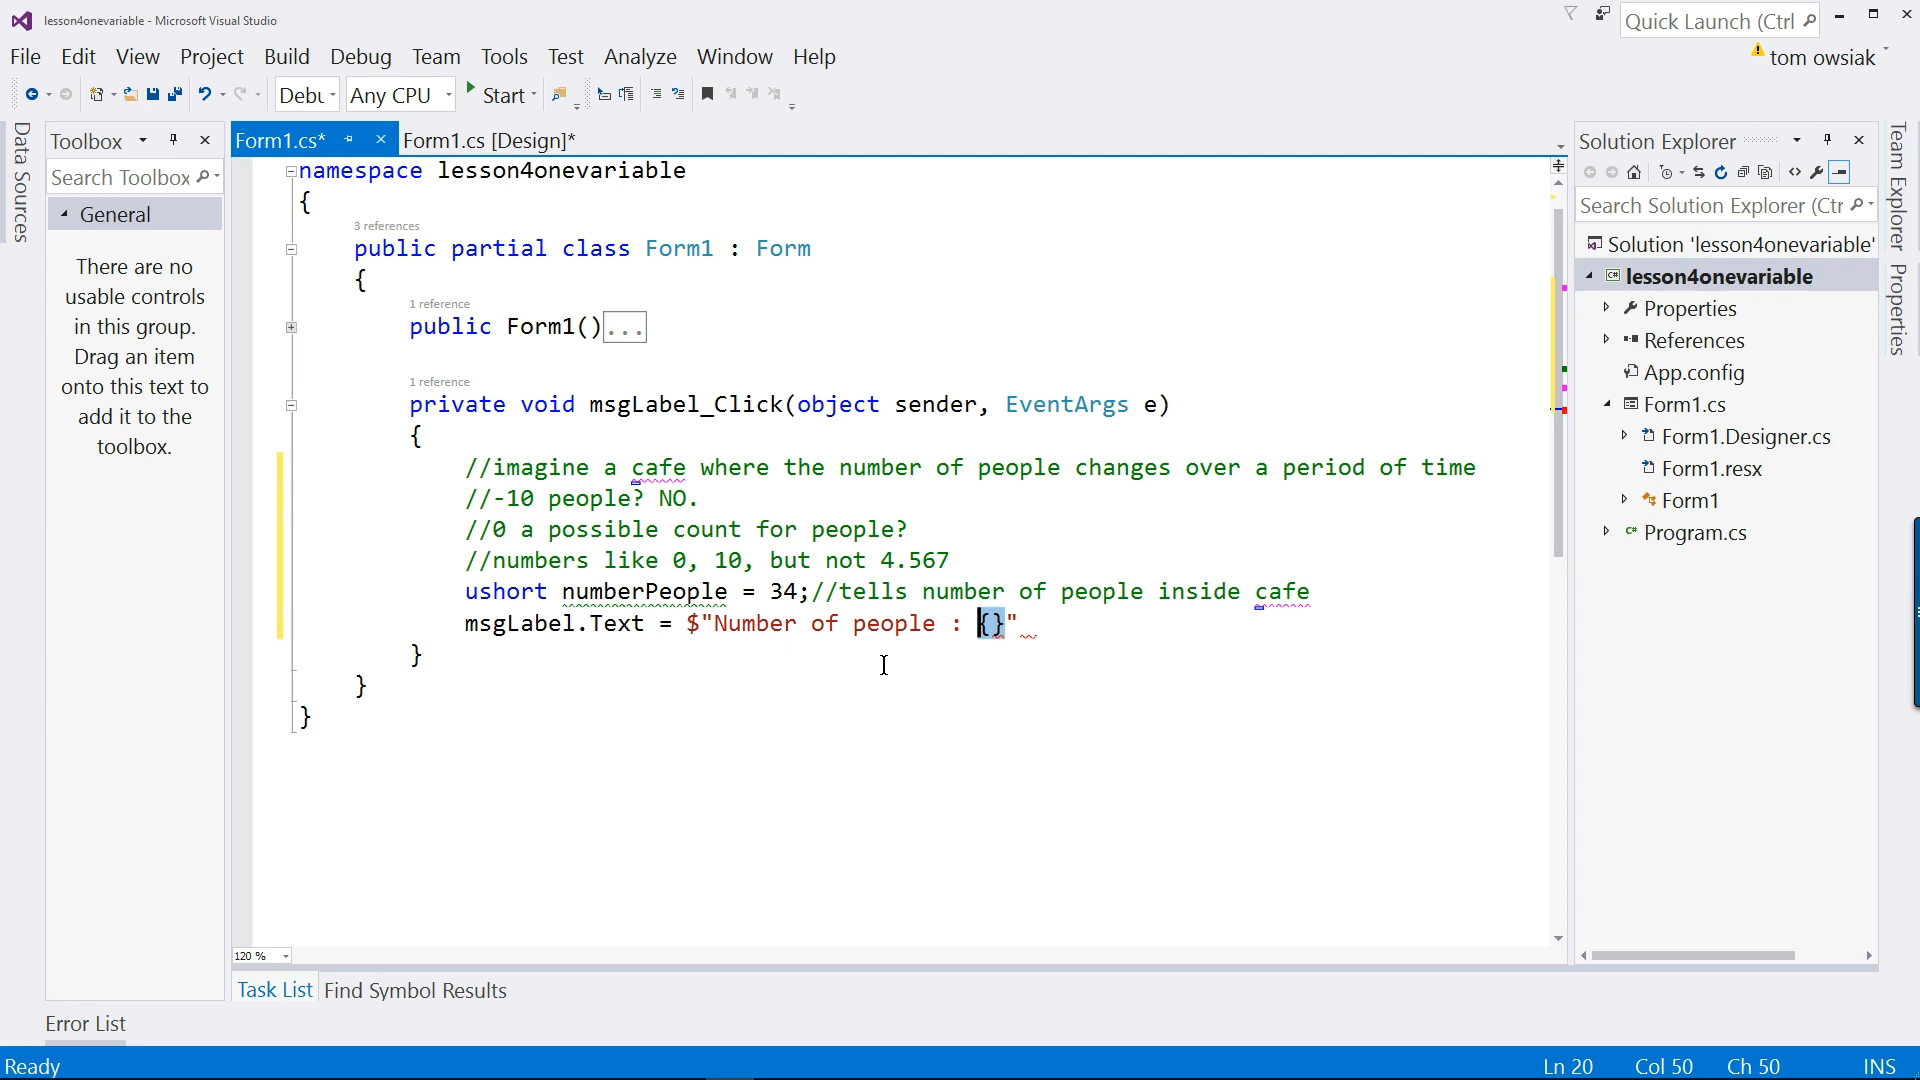 lesson4onevariable - Microsoft Visual Studio
Quick Launch (Ctrl
File Edit View Project Build Debug Team Tools Test Analyze Window Help
tom owsiak
Debu Any CPU Start
Data Sources
Toolbox
Search Toolbox
General
There are no
usable controls
in this group.
Drag an item
onto this text to
add it to the
toolbox.
Form1.cs* Form1.cs [Design]*
namespace lesson4onevariable
{
3 references
public partial class Form1 : Form
{
1 reference
public Form1()...
1 reference
private void msgLabel_Click(object sender, EventArgs e)
{
//imagine a cafe where the number of people changes over a period of time
//-10 people? NO.
//0 a possible count for people?
//numbers like 0, 10, but not 4.567
ushort numberPeople = 34;//tells number of people inside cafe
msgLabel.Text = $"Number of people : {}"
}
}
}
120 %
Task List Find Symbol Results
Error List
Solution Explorer
Search Solution Explorer (Ctr
Solution 'lesson4onevariable'
lesson4onevariable
Properties
References
App.config
Form1.cs
Form1.Designer.cs
Form1.resx
Form1
Program.cs
Team Explorer
Properties
Ready Ln 20 Col 50 Ch 50 INS